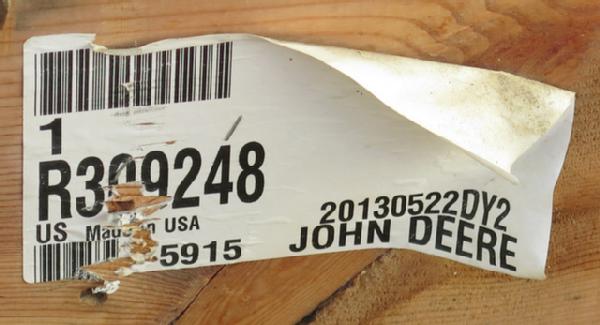 1
R309248
20130522DY2
US Made in USA
JOHN DEERE
5915